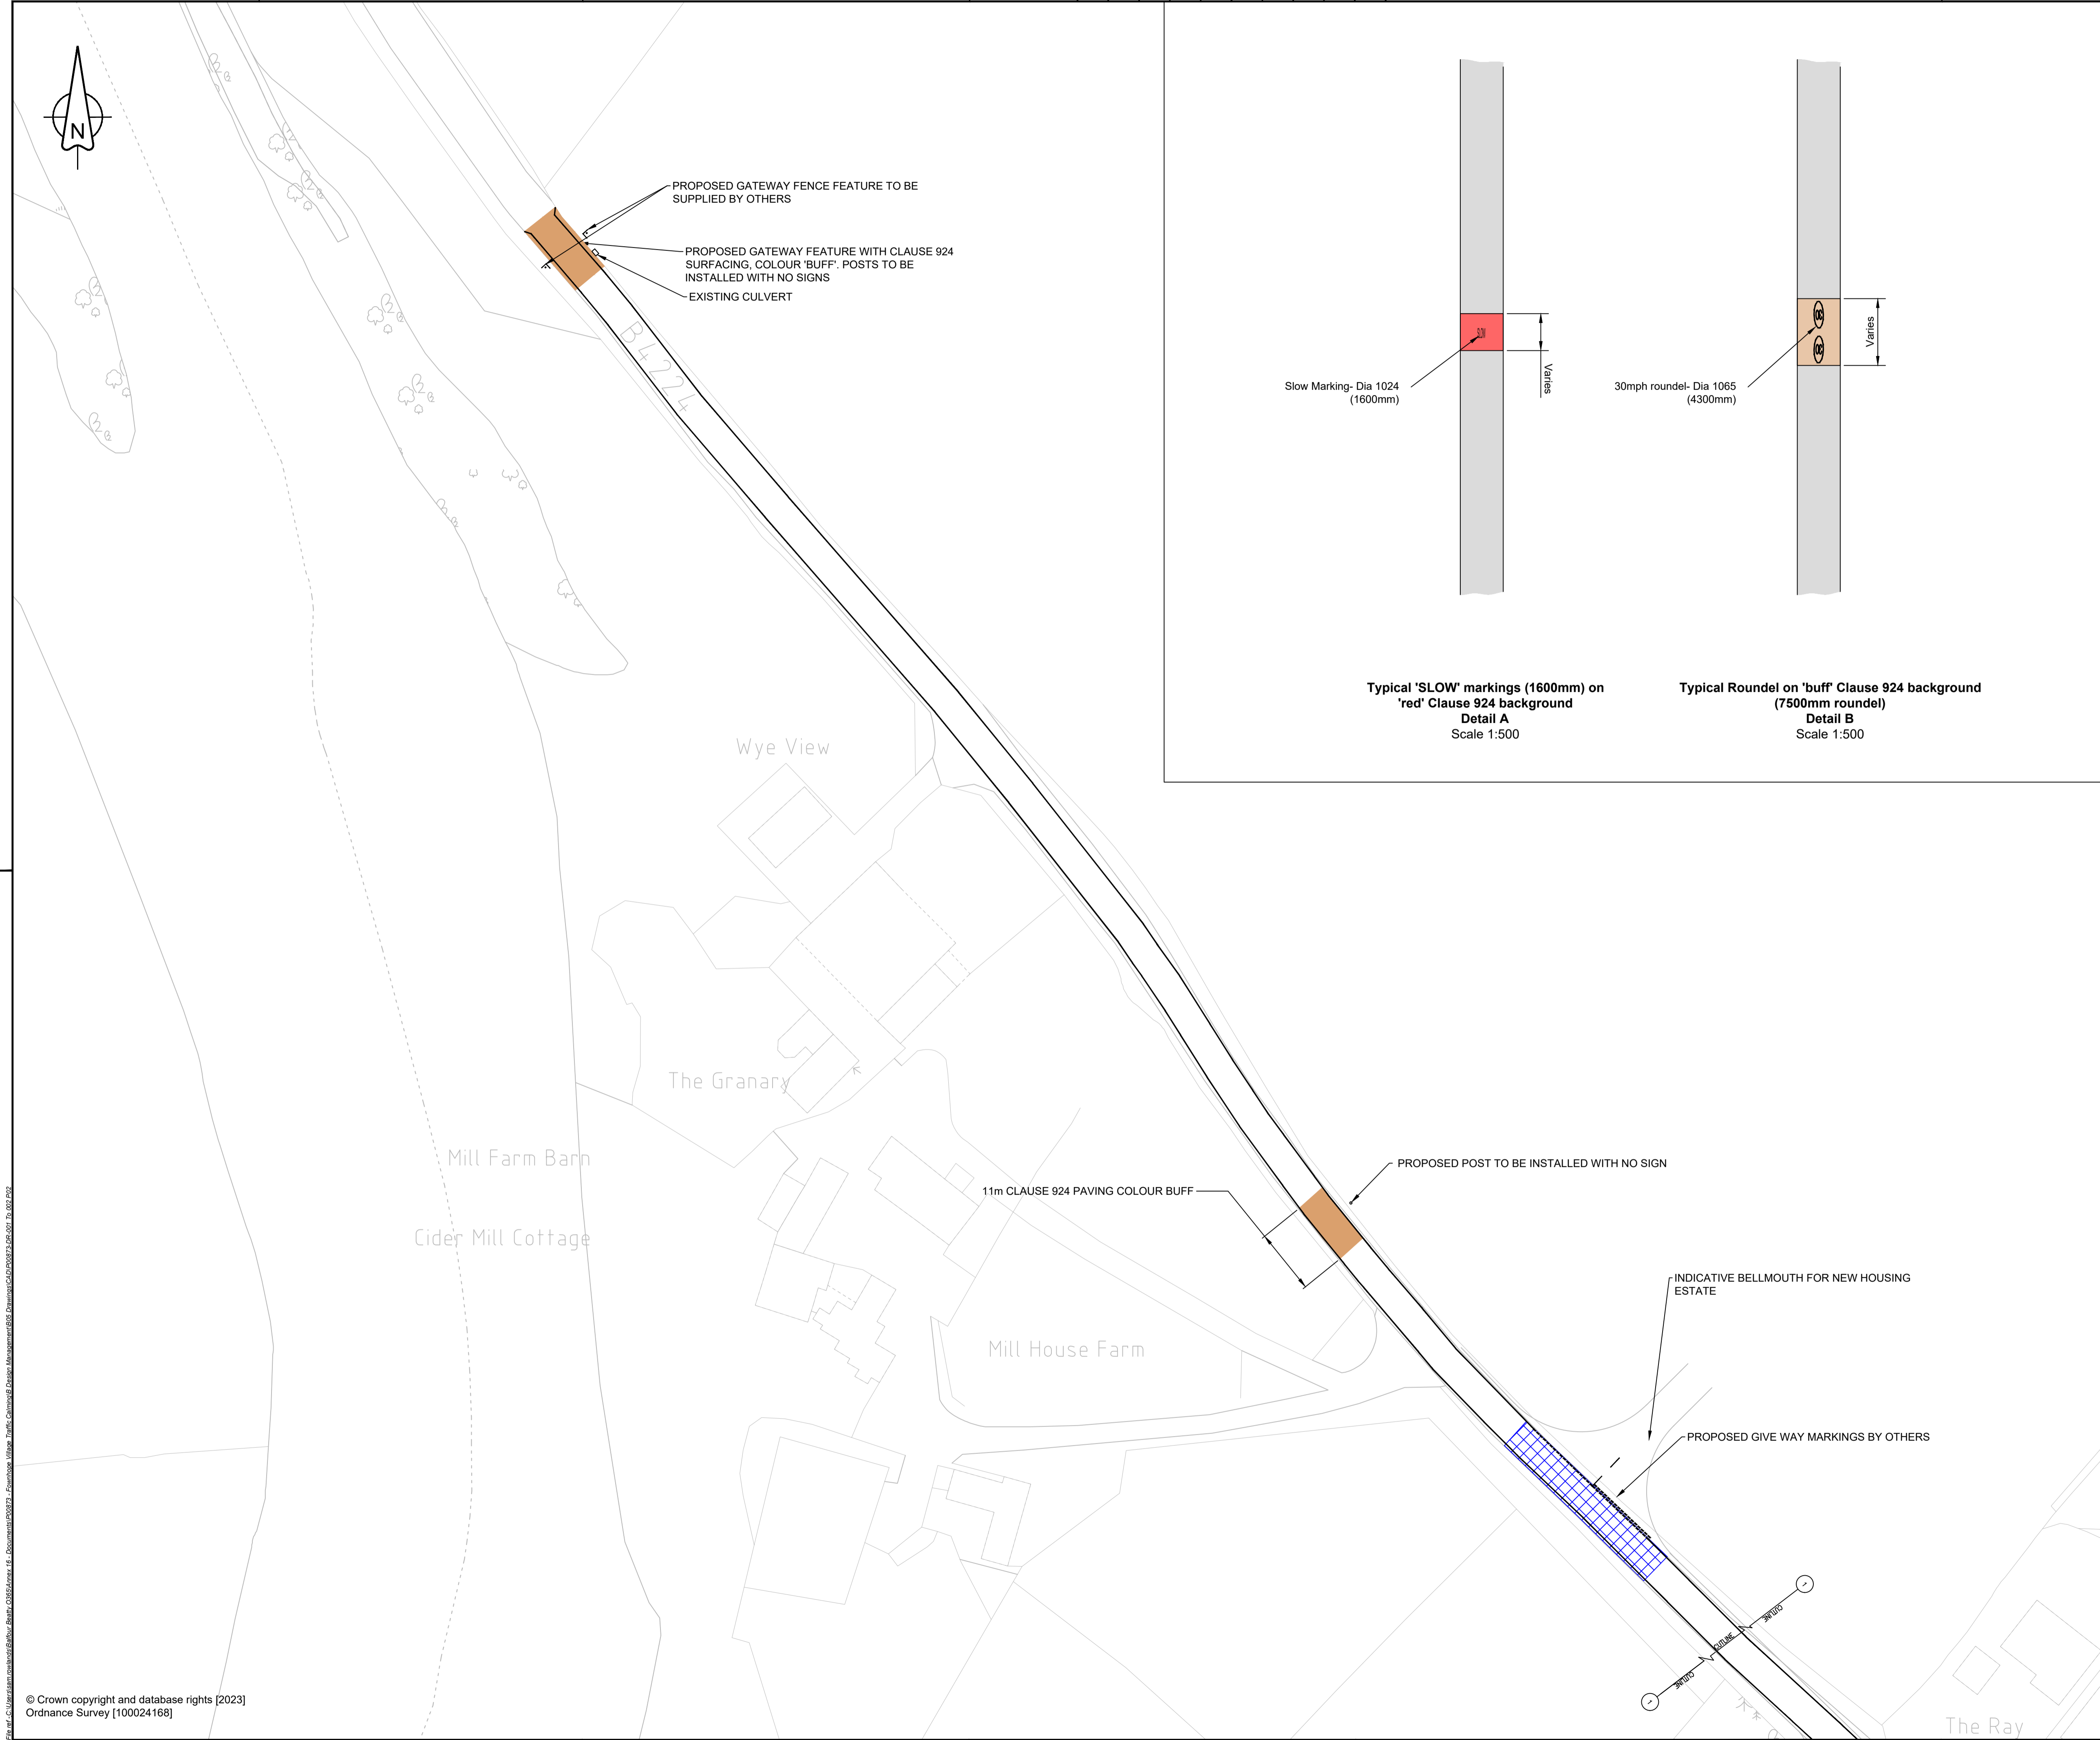 N
PROPOSED GATEWAY FENCE FEATURE TO BE
SUPPLIED BY OTHERS
PROPOSED GATEWAY FEATURE WITH CLAUSE 924
SURFACING, COLOUR 'BUFF'. POSTS TO BE
INSTALLED WITH NO SIGNS
EXISTING CULVERT
B4224
SLOW
Varies
Slow Marking- Dia 1024
(1600mm)
30
30
Varies
30mph roundel- Dia 1065
(4300mm)
Typical 'SLOW' markings (1600mm) on
'red' Clause 924 background
Detail A
Scale 1:500
Typical Roundel on 'buff' Clause 924 background
(7500mm roundel)
Detail B
Scale 1:500
Wye View
The Granary
Mill Farm Barn
Cider Mill Cottage
Mill House Farm
PROPOSED POST TO BE INSTALLED WITH NO SIGN
11m CLAUSE 924 PAVING COLOUR BUFF
INDICATIVE BELLMOUTH FOR NEW HOUSING
ESTATE
PROPOSED GIVE WAY MARKINGS BY OTHERS
CUTLINE
CUTLINE
CUTLINE
The Ray
© Crown copyright and database rights [2023]
Ordnance Survey [100024168]